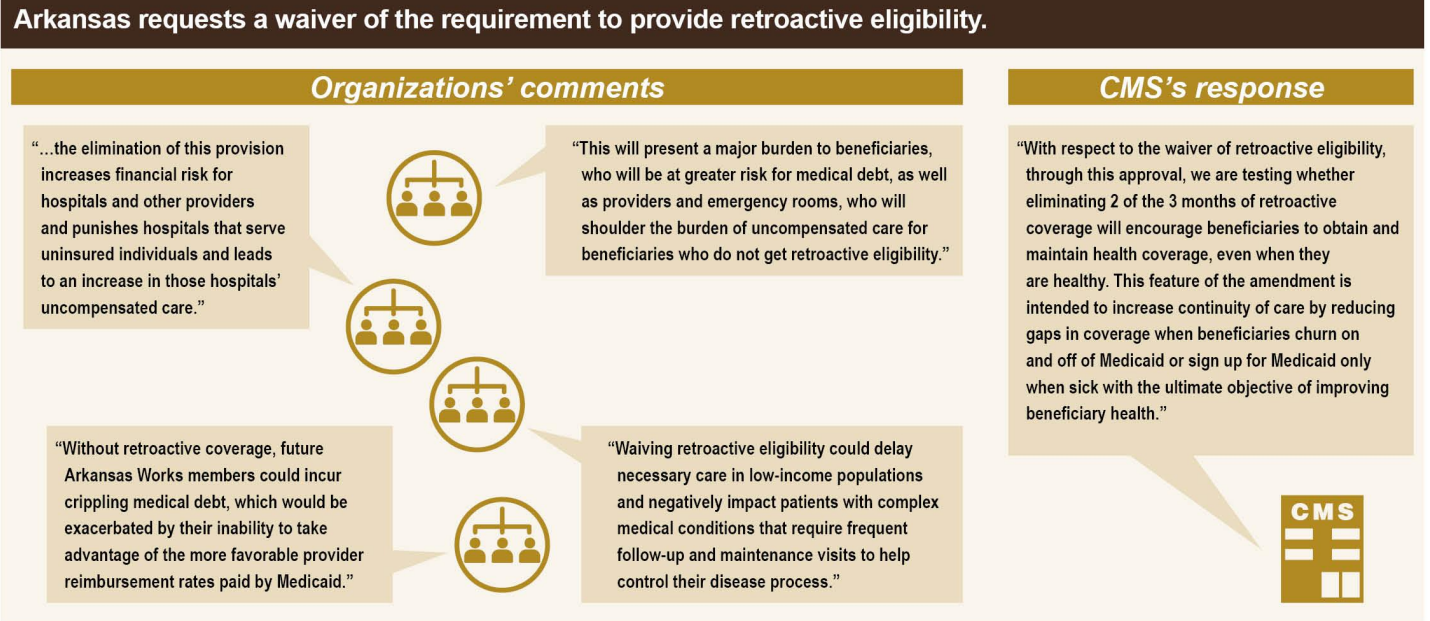 Arkansas requests a waiver of the requirement to provide retroactive eligibility.
Organizations’ comments
“…the elimination of this provision
increases financial risk for
hospitals and other providers
and punishes hospitals that serve
uninsured individuals and leads
to an increase in those hospitals’
uncompensated care.”
“This will present a major burden to beneficiaries,
who will be at greater risk for medical debt, as well
as providers and emergency rooms, who will
shoulder the burden of uncompensated care for
beneficiaries who do not get retroactive eligibility.”
“Without retroactive coverage, future
Arkansas Works members could incur
crippling medical debt, which would be
exacerbated by their inability to take
advantage of the more favorable provider
reimbursement rates paid by Medicaid.”
“Waiving retroactive eligibility could delay
necessary care in low-income populations
and negatively impact patients with complex
medical conditions that require frequent
follow-up and maintenance visits to help
control their disease process.”
CMS’s response
“With respect to the waiver of retroactive eligibility,
through this approval, we are testing whether
eliminating 2 of the 3 months of retroactive
coverage will encourage beneficiaries to obtain and
maintain health coverage, even when they
are healthy. This feature of the amendment is
intended to increase continuity of care by reducing
gaps in coverage when beneficiaries churn on
and off of Medicaid or sign up for Medicaid only
when sick with the ultimate objective of improving
beneficiary health.”
CMS